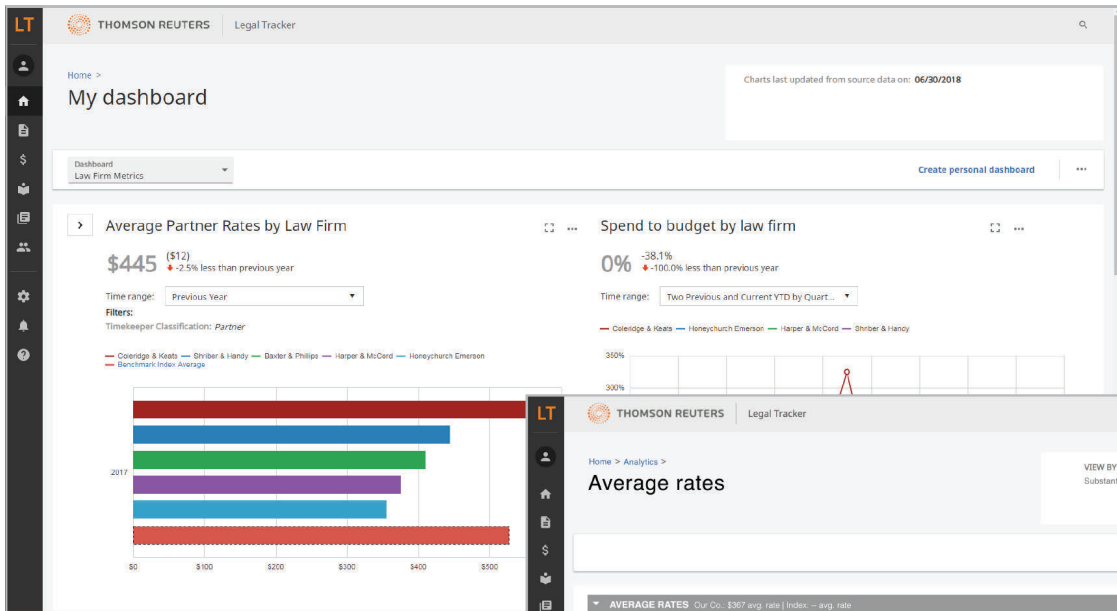 LT
THOMSON REUTERS Legal Tracker
Home >
My dashboard
Charts last updated from source data on: 06/30/2018
Dashboard
Law Firm Metrics
Create personal dashboard
Average Partner Rates by Law Firm
$445 ($12)
-2.5% less than previous year
Time range: Previous Year
Filters:
Timekeeper Classification: Partner
Coleridge & Keats Shriber & Handy Baxter & Phillips Harper & McCord Honeychurch Emerson
Benchmark Index Average
2017
$0 $100 $200 $300 $400 $500
Spend to budget by law firm
0% -38.1%
-100.0% less than previous year
Time range: Two Previous and Current YTD by Quart...
Coleridge & Keats Honeychurch Emerson Harper & McCord Shriber & Handy
350%
300%
LT
THOMSON REUTERS Legal Tracker
Home > Analytics >
Average rates
VIEW BY
Substant
AVERAGE RATES Our Co.: $367 avg. rate | Index: -- avg. rate